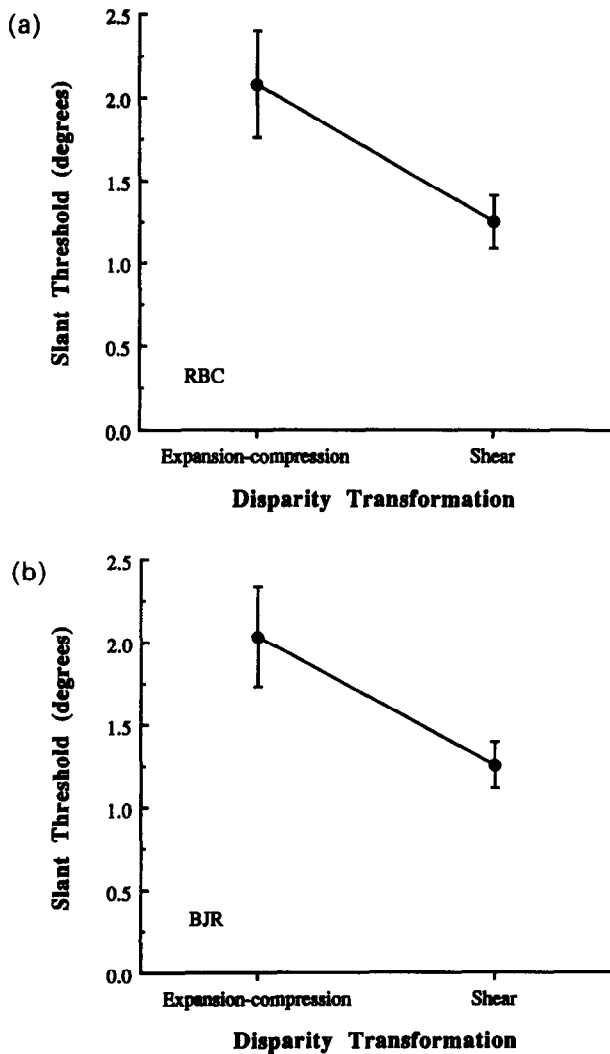 (a)
Slant Threshold (degrees)
2.5
2.0
1.5
1.0
0.5
0.0
RBC
Expansion-compression Shear
Disparity Transformation
(b)
Slant Threshold (degrees)
2.5
2.0
1.5
1.0
0.5
0.0
BJR
Expansion-compression Shear
Disparity Transformation